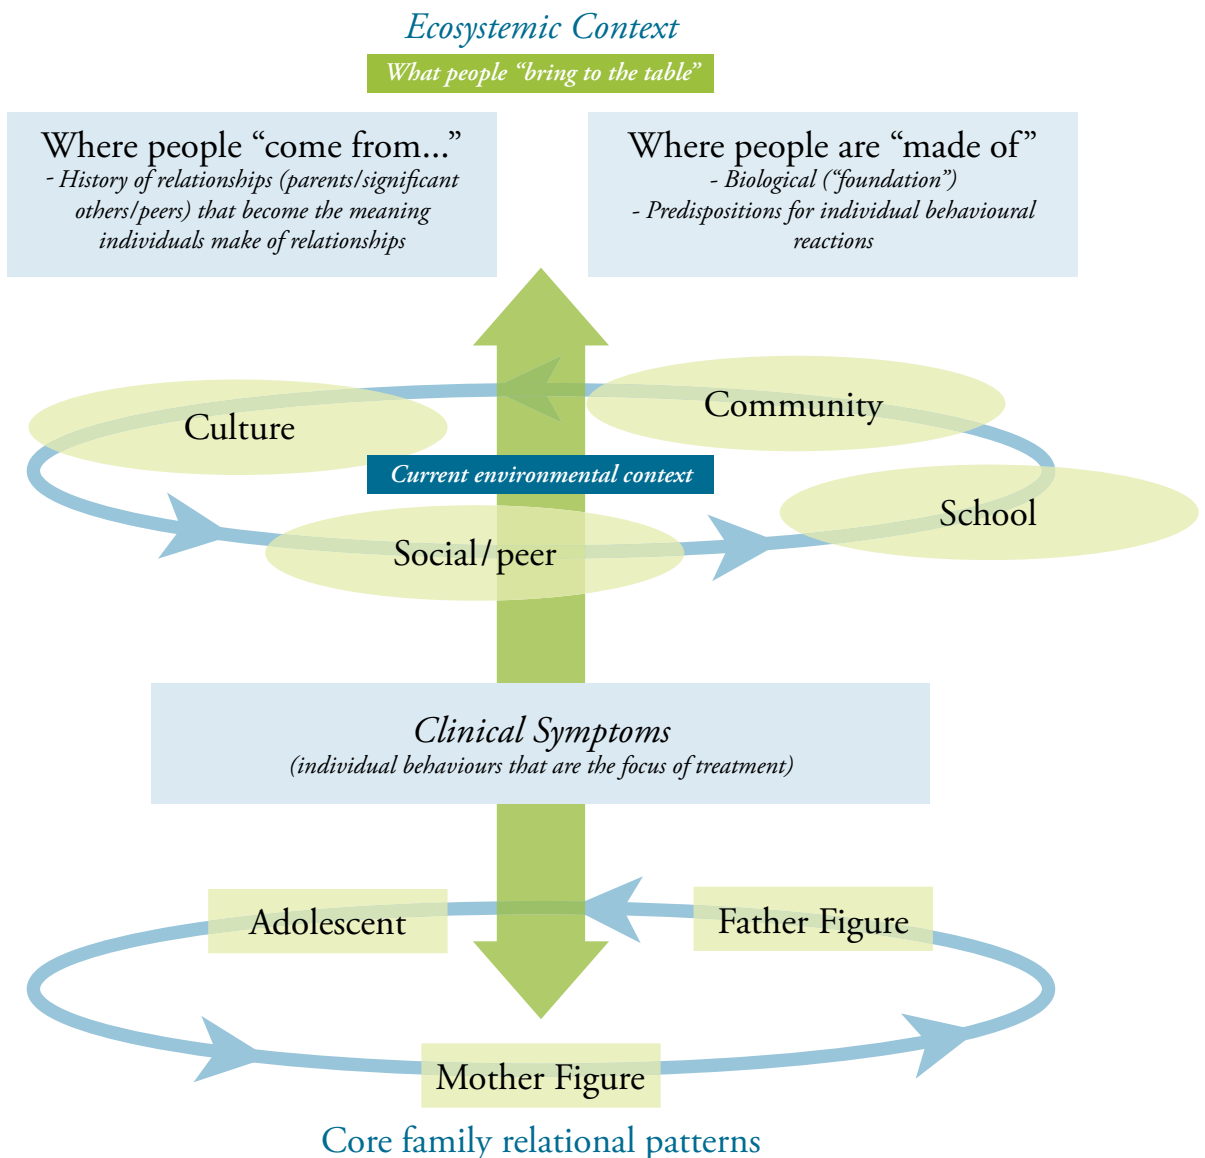 Ecosystemic Context
What people “bring to the table”
Where people “come from...”
- History of relationships (parents/significant
others/peers) that become the meaning
individuals make of relationships
Where people are “made of”
- Biological (“foundation”)
- Predispositions for individual behavioural
reactions
Culture
Community
Current environmental context
School
Social/peer
Clinical Symptoms
(individual behaviours that are the focus of treatment)
Adolescent
Father Figure
Mother Figure
Core family relational patterns